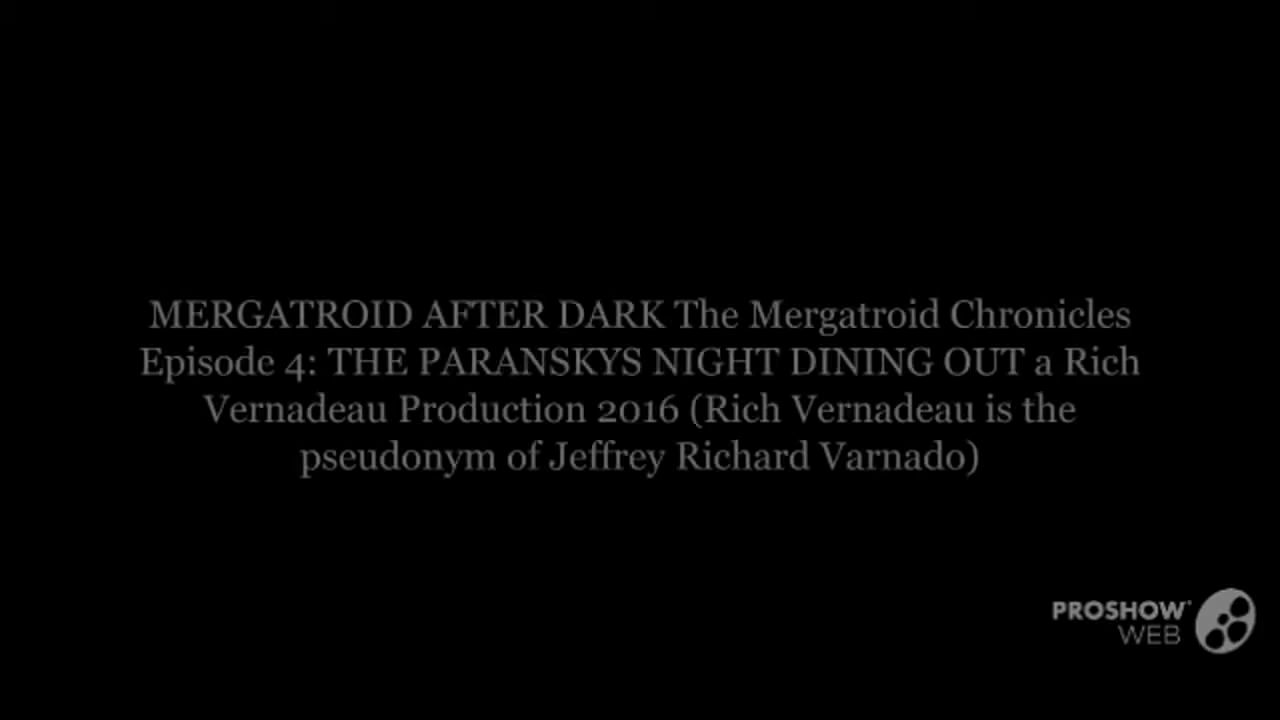 MERGATROID AFTER DARK The Mergatroid Chronicles
Episode 4: THE PARANSKYS NIGHT DINING OUT a Rich
Vernadeau Production 2016 (Rich Vernadeau is the
pseudonym of Jeffrey Richard Varnado)
PROSHOW
WEB